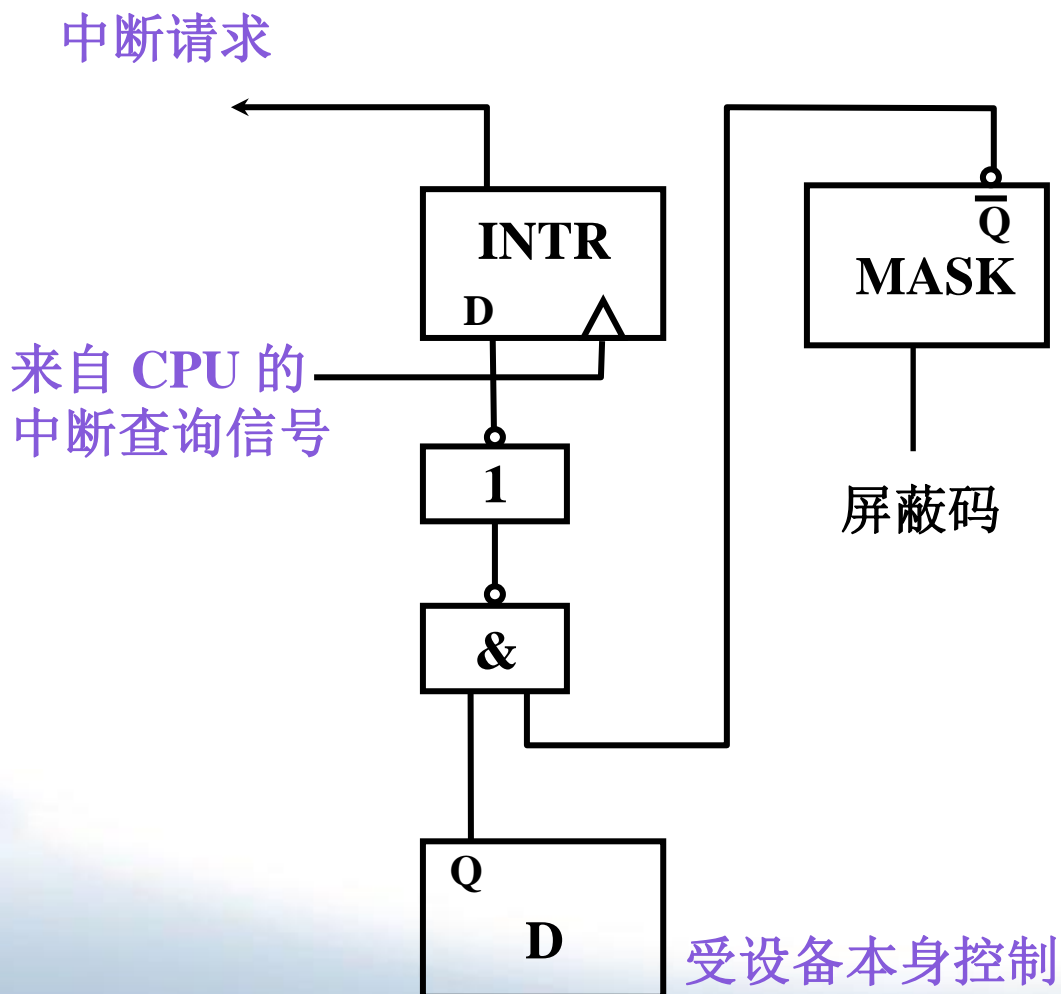 中断请求
INTR
D
Q̅
MASK
来自 CPU 的
中断查询信号
1
屏蔽码
&
Q
D
受设备本身控制